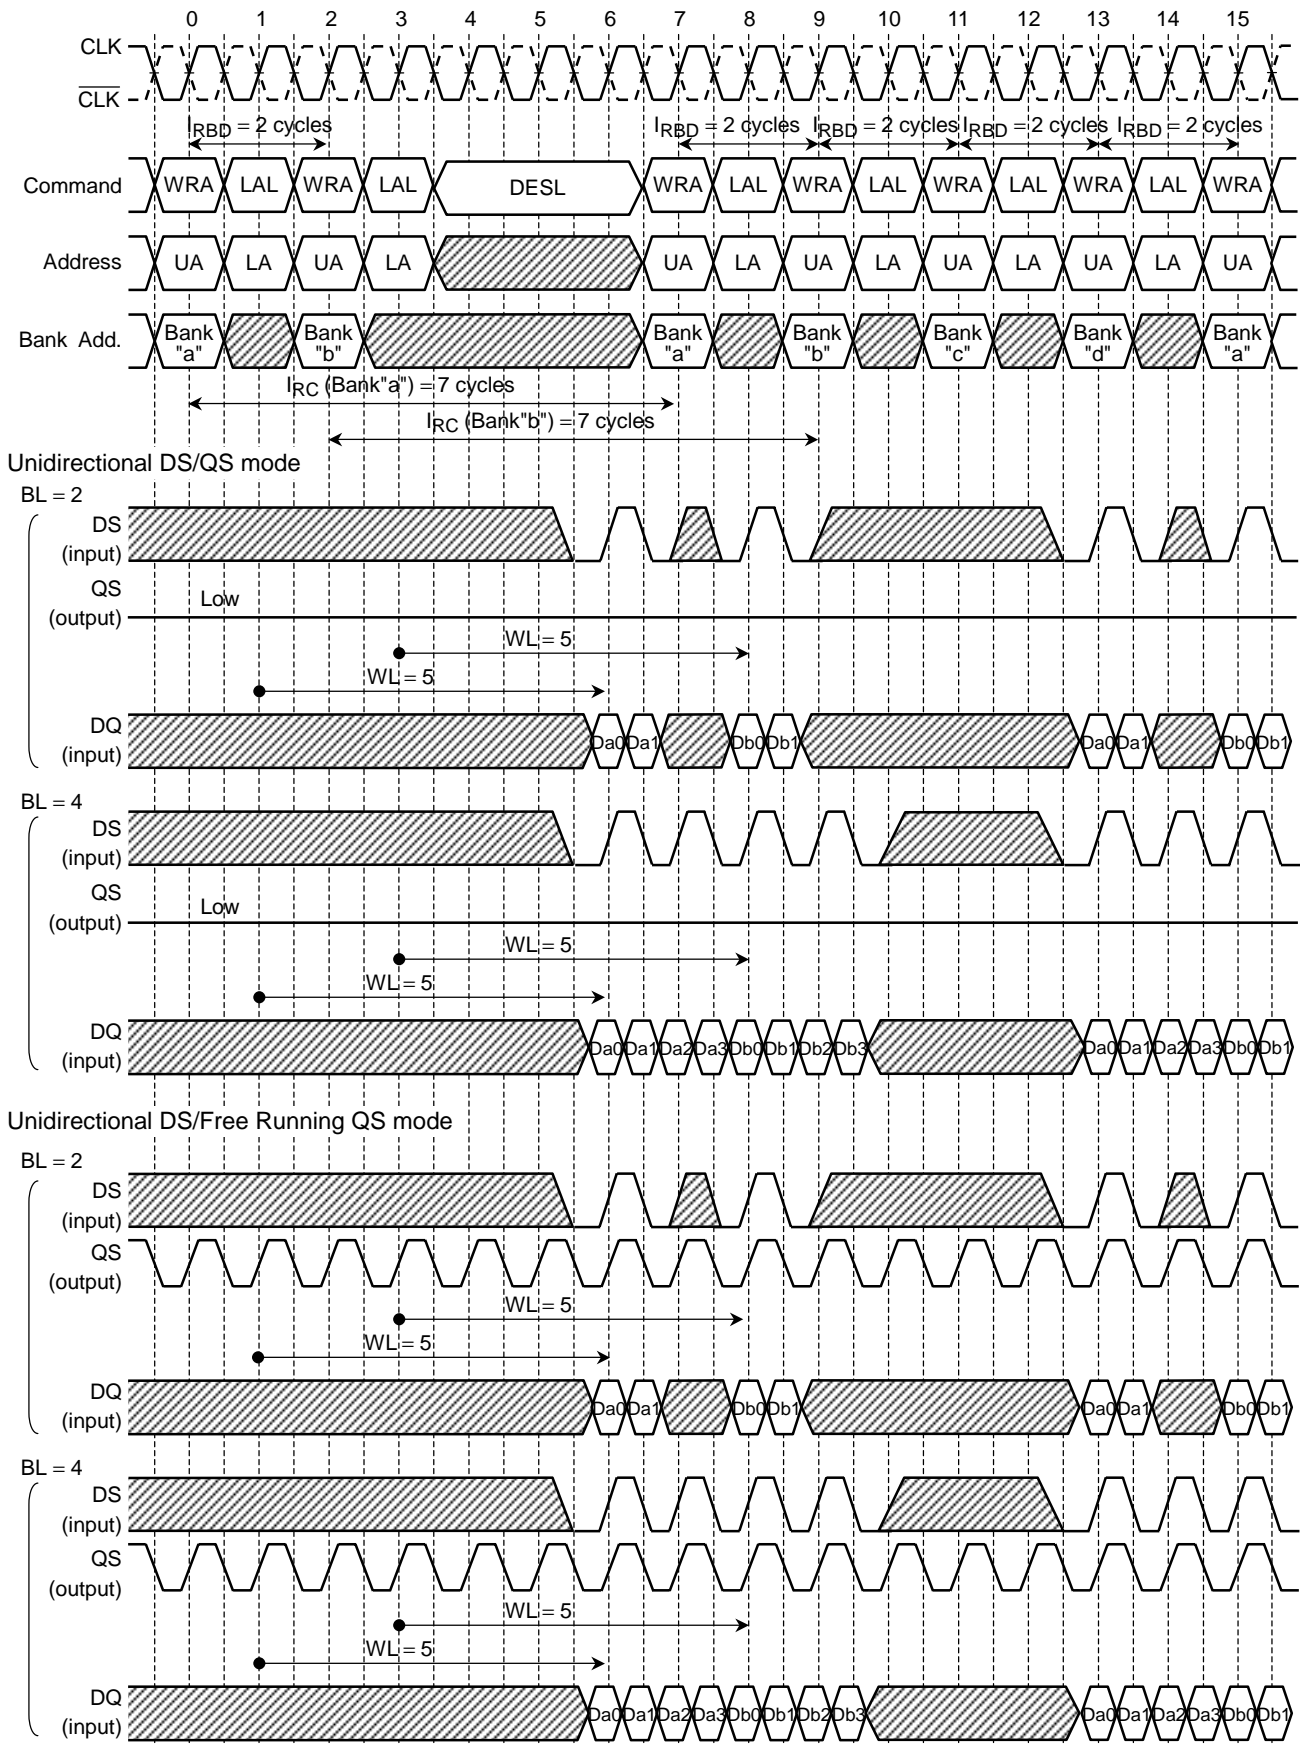 0 1 2 3 4 5 6 7 8 9 10 11 12 13 14 15
CLK
CLK
IRBD = 2 cycles IRBD = 2 cycles IRBD = 2 cycles IRBD = 2 cycles IRBD = 2 cycles
Command WRA LAL WRA LAL DESL WRA LAL WRA LAL WRA LAL WRA LAL WRA
Address UA LA UA LA UA LA UA LA UA LA UA LA UA
Bank Add. Bank "a" Bank "b" Bank "a" Bank "b" Bank "c" Bank "d" Bank "a"
IRC (Bank"a") = 7 cycles
IRC (Bank"b") = 7 cycles
Unidirectional DS/QS mode
BL = 2
DS
(input)
QS
Low
(output)
WL = 5
WL = 5
DQ
(input)
Da0 Da1 Db0 Db1 Da0 Da1 Db0 Db1
BL = 4
DS
(input)
QS
Low
(output)
WL = 5
WL = 5
DQ
(input)
Da0 Da1 Da2 Da3 Db0 Db1 Db2 Db3 Da0 Da1 Da2 Da3 Db0 Db1
Unidirectional DS/Free Running QS mode
BL = 2
DS
(input)
QS
(output)
WL = 5
WL = 5
DQ
(input)
Da0 Da1 Db0 Db1 Da0 Da1 Db0 Db1
BL = 4
DS
(input)
QS
(output)
WL = 5
WL = 5
DQ
(input)
Da0 Da1 Da2 Da3 Db0 Db1 Db2 Db3 Da0 Da1 Da2 Da3 Db0 Db1